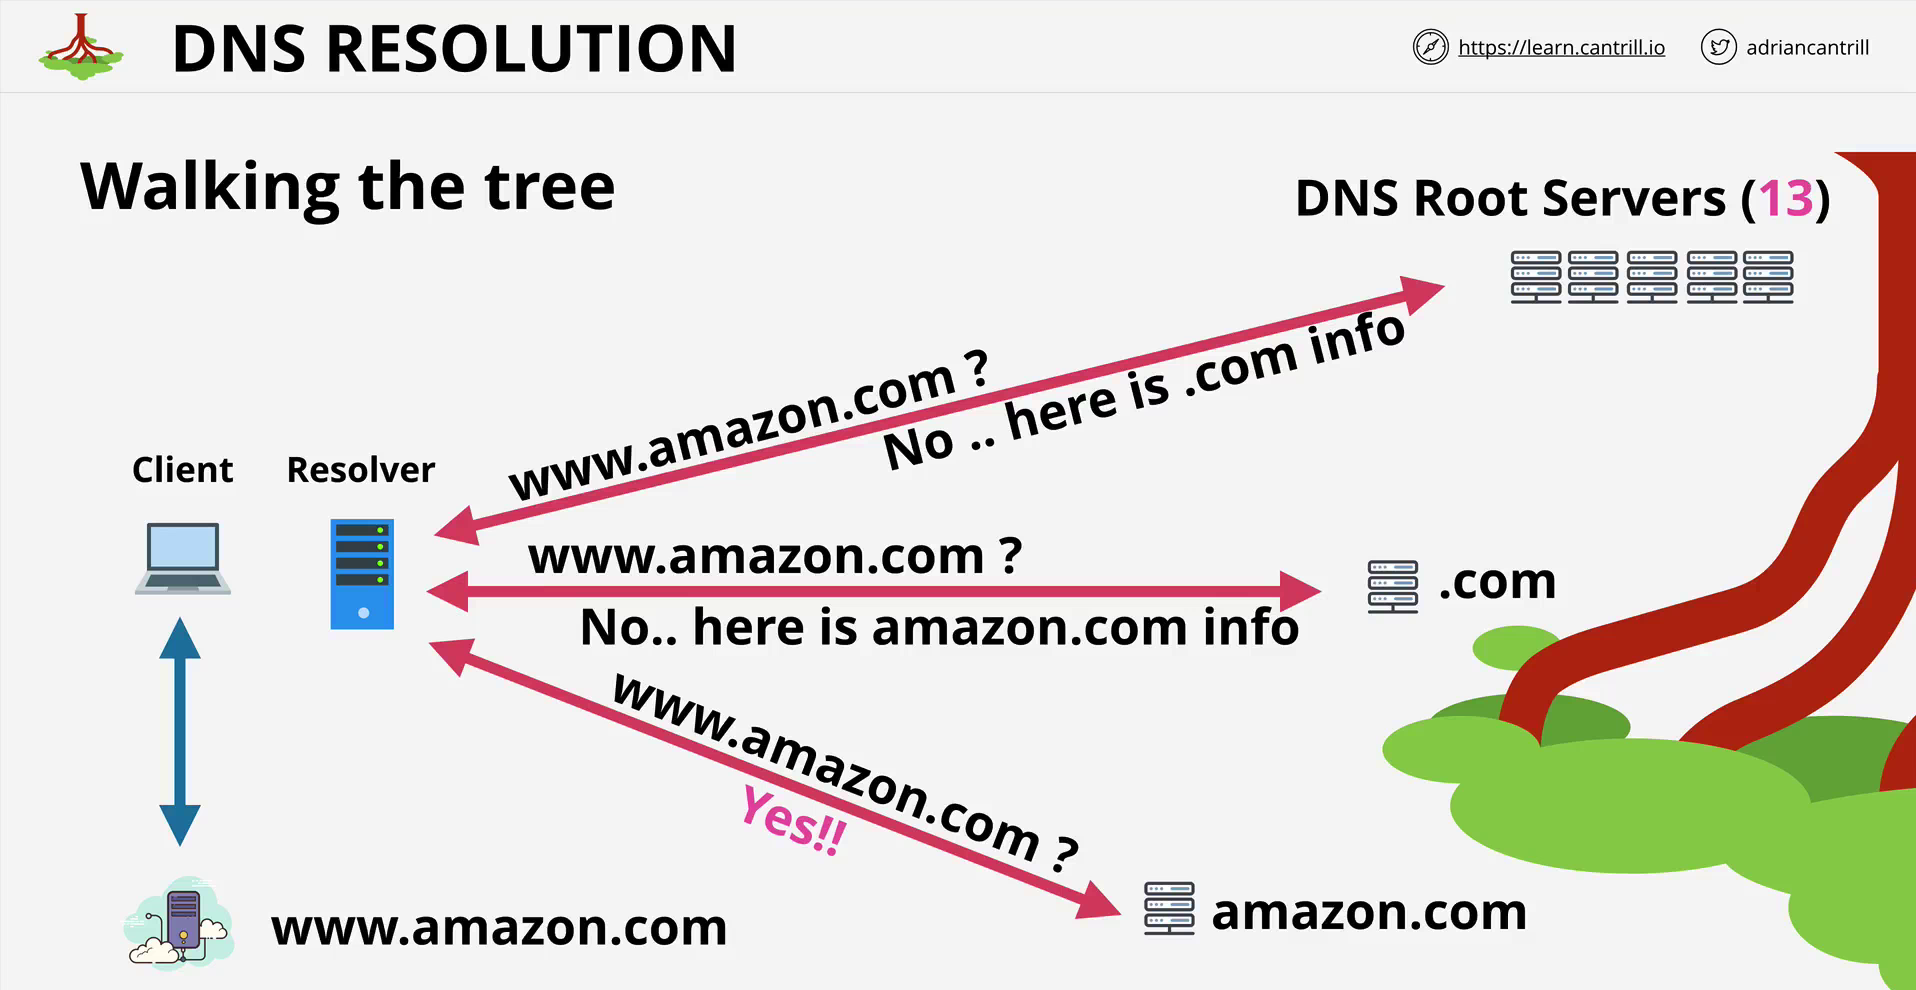 DNS RESOLUTION
https://learn.cantrill.io
adriancantrill
Walking the tree
DNS Root Servers (13)
www.amazon.com ?
No .. here is .com info
Client
Resolver
www.amazon.com ?
.com
No.. here is amazon.com info
www.amazon.com ?
Yes!!
amazon.com
www.amazon.com